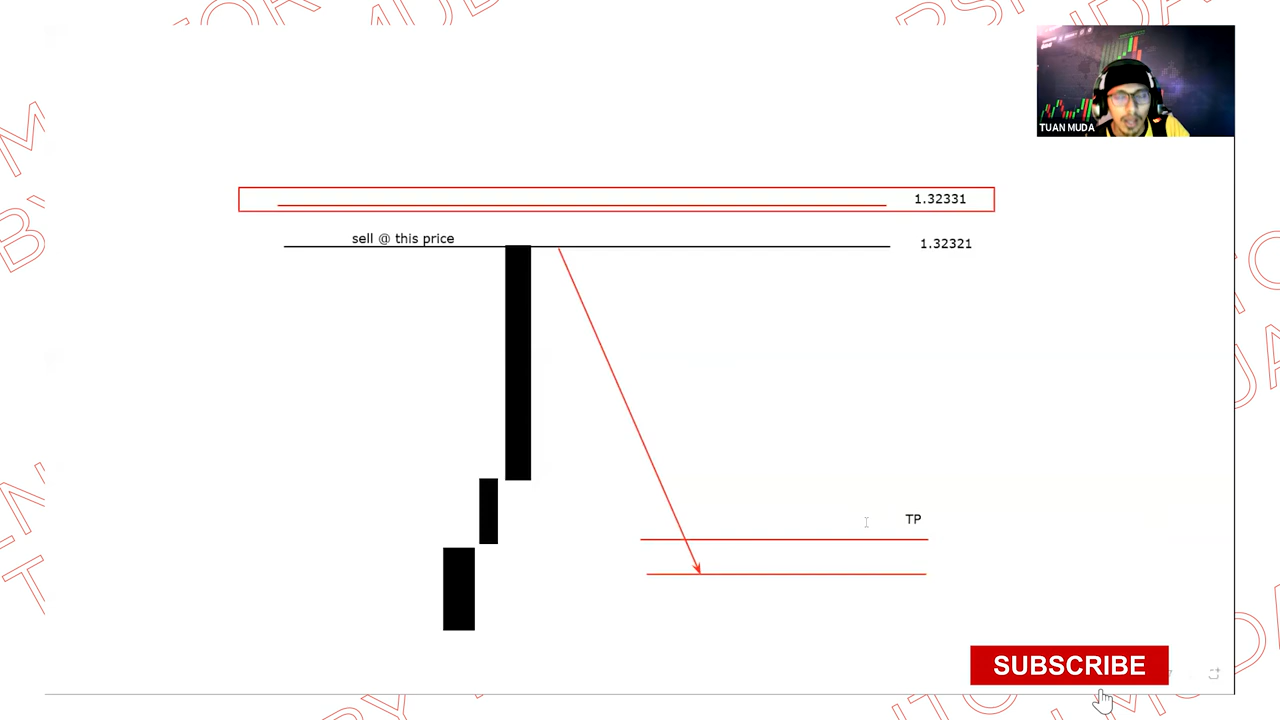 TUAN MUDA
1.32331
sell @ this price
1.32321
TP
SUBSCRIBE